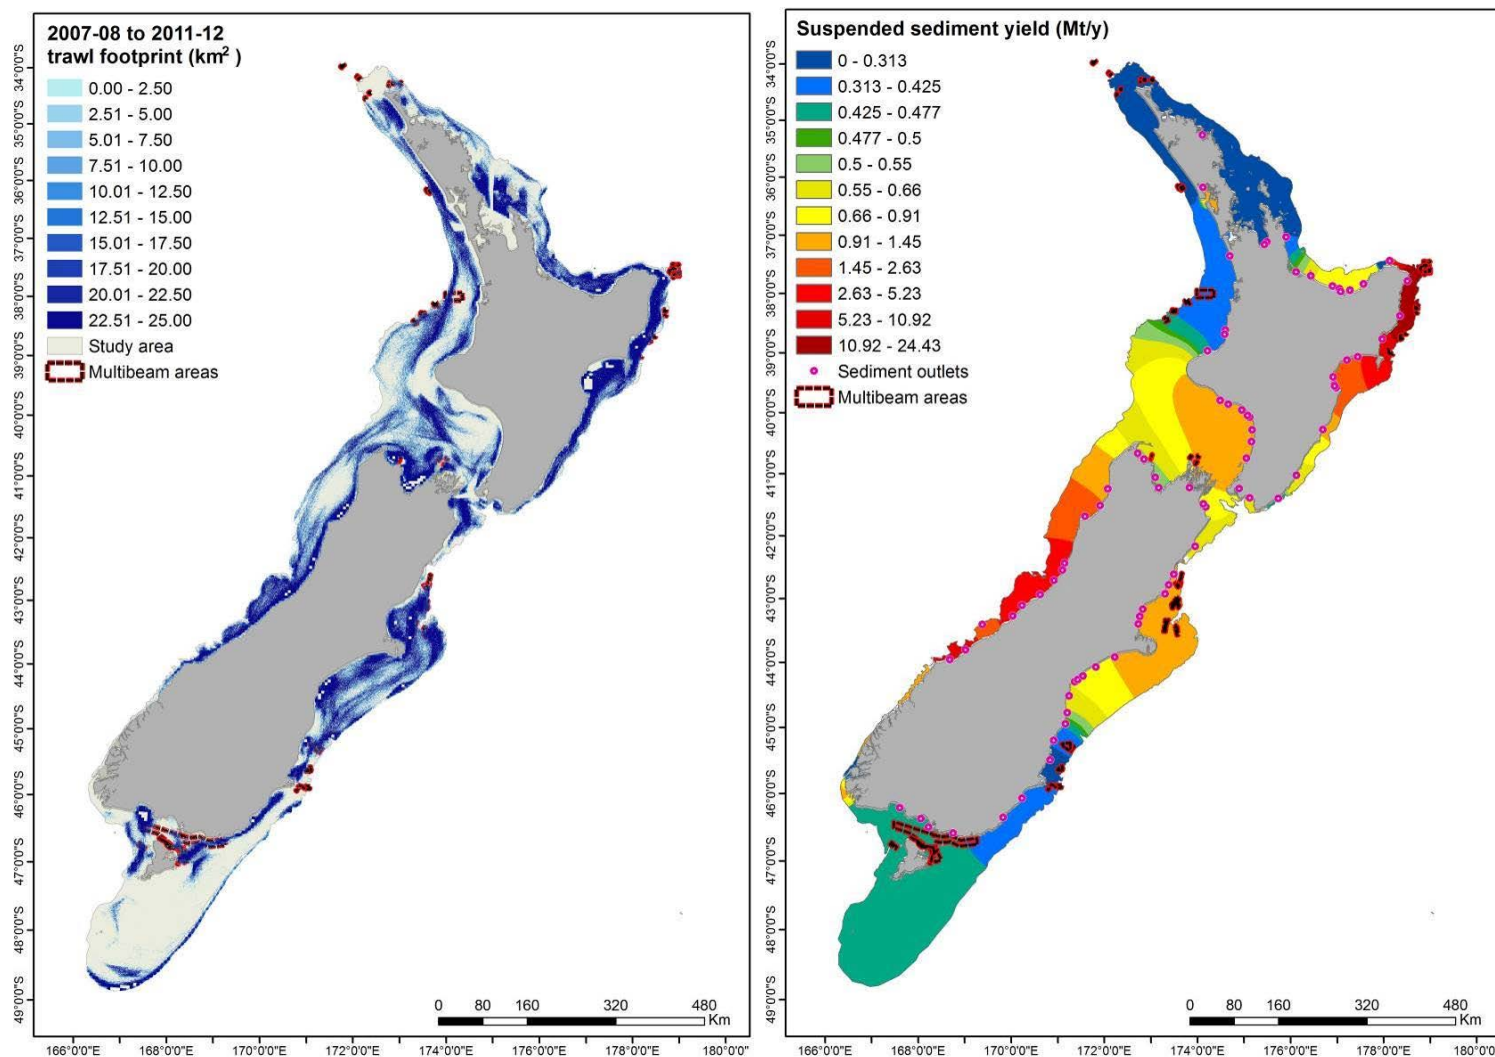 2007-08 to 2011-12
trawl footprint (km² )
0.00 - 2.50
2.51 - 5.00
5.01 - 7.50
7.51 - 10.00
10.01 - 12.50
12.51 - 15.00
15.01 - 17.50
17.51 - 20.00
20.01 - 22.50
22.51 - 25.00
Study area
Multibeam areas
34°0'0"S
35°0'0"S
36°0'0"S
37°0'0"S
38°0'0"S
39°0'0"S
40°0'0"S
41°0'0"S
42°0'0"S
43°0'0"S
44°0'0"S
45°0'0"S
46°0'0"S
47°0'0"S
48°0'0"S
49°0'0"S
0 80 160 320 480
Km
166°0'0"E 168°0'0"E 170°0'0"E 172°0'0"E 174°0'0"E 176°0'0"E 178°0'0"E 180°0'0"
Suspended sediment yield (Mt/y)
0 - 0.313
0.313 - 0.425
0.425 - 0.477
0.477 - 0.5
0.5 - 0.55
0.55 - 0.66
0.66 - 0.91
0.91 - 1.45
1.45 - 2.63
2.63 - 5.23
5.23 - 10.92
10.92 - 24.43
Sediment outlets
Multibeam areas
34°0'0"S
35°0'0"S
36°0'0"S
37°0'0"S
38°0'0"S
39°0'0"S
40°0'0"S
41°0'0"S
42°0'0"S
43°0'0"S
44°0'0"S
45°0'0"S
46°0'0"S
47°0'0"S
48°0'0"S
49°0'0"S
0 80 160 320 480
Km
166°0'0"E 168°0'0"E 170°0'0"E 172°0'0"E 174°0'0"E 176°0'0"E 178°0'0"E 180°0'0"